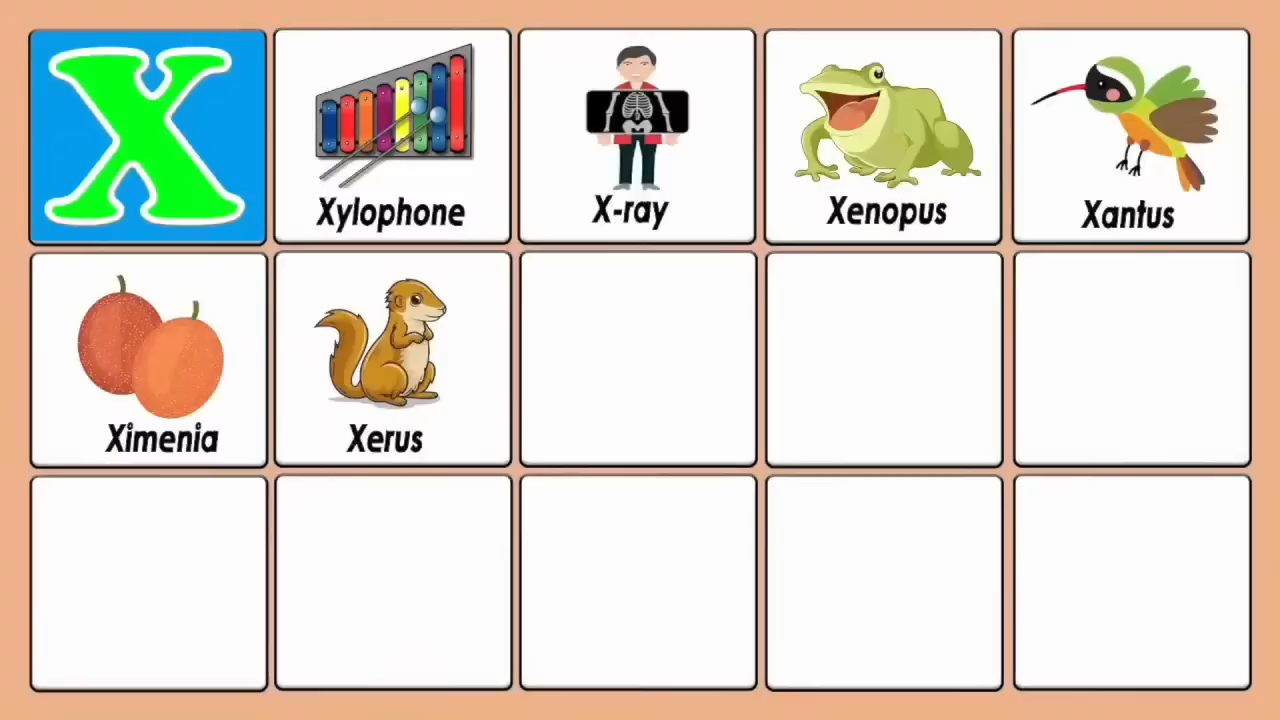 X
Xylophone
X-ray
Xenopus
Xantus
Ximenia
Xerus